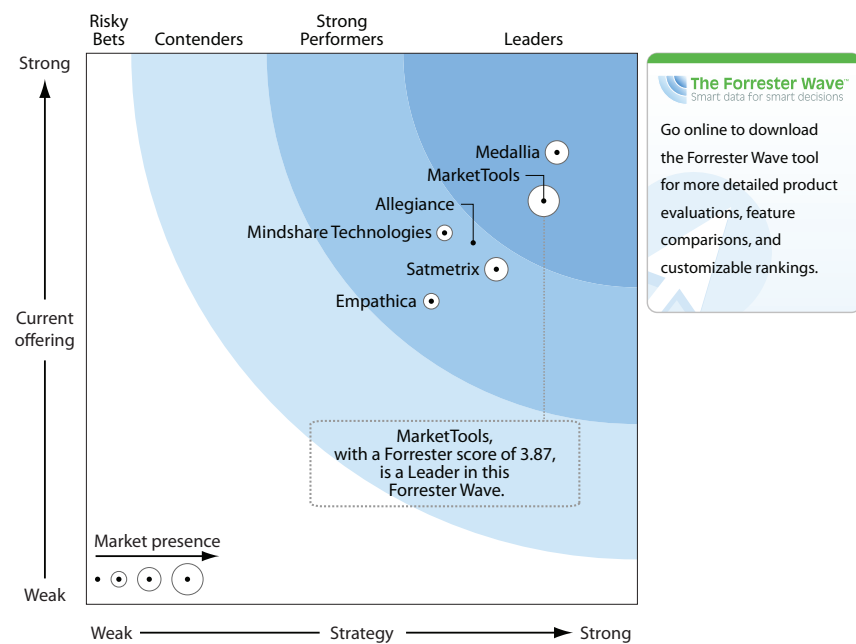 Risky
Bets
Contenders
Strong
Performers
Leaders
Strong
The Forrester Wave™
Smart data for smart decisions
Go online to download
the Forrester Wave tool
for more detailed product
evaluations, feature
comparisons, and
customizable rankings.
Medallia
MarketTools
Allegiance
Mindshare Technologies
Satmetrix
Empathica
Current
offering
MarketTools,
with a Forrester score of 3.87,
is a Leader in this
Forrester Wave.
Market presence
Weak
Weak
Strategy
Strong